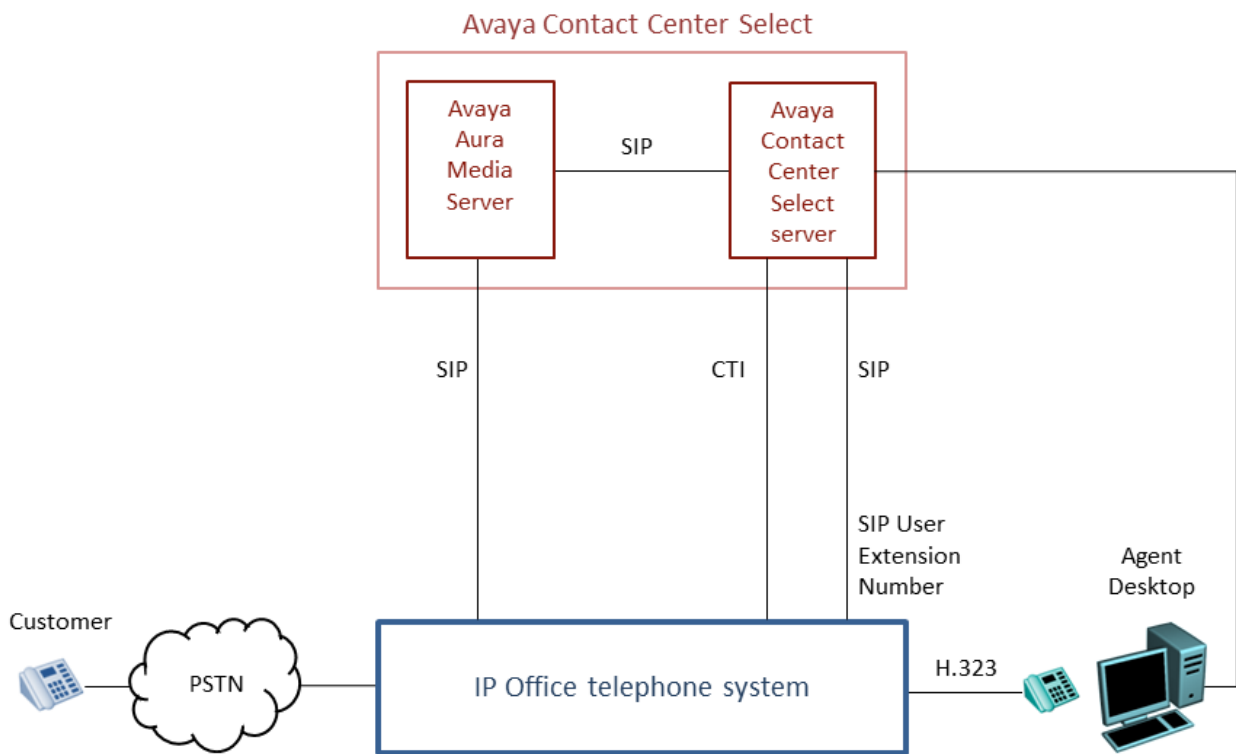 Avaya Contact Center Select
Avaya
Aura
Media
Server
SIP
Avaya
Contact
Center
Select
server
SIP
CTI
SIP
SIP User
Extension
Number
Agent
Desktop
Customer
PSTN
IP Office telephone system
H.323